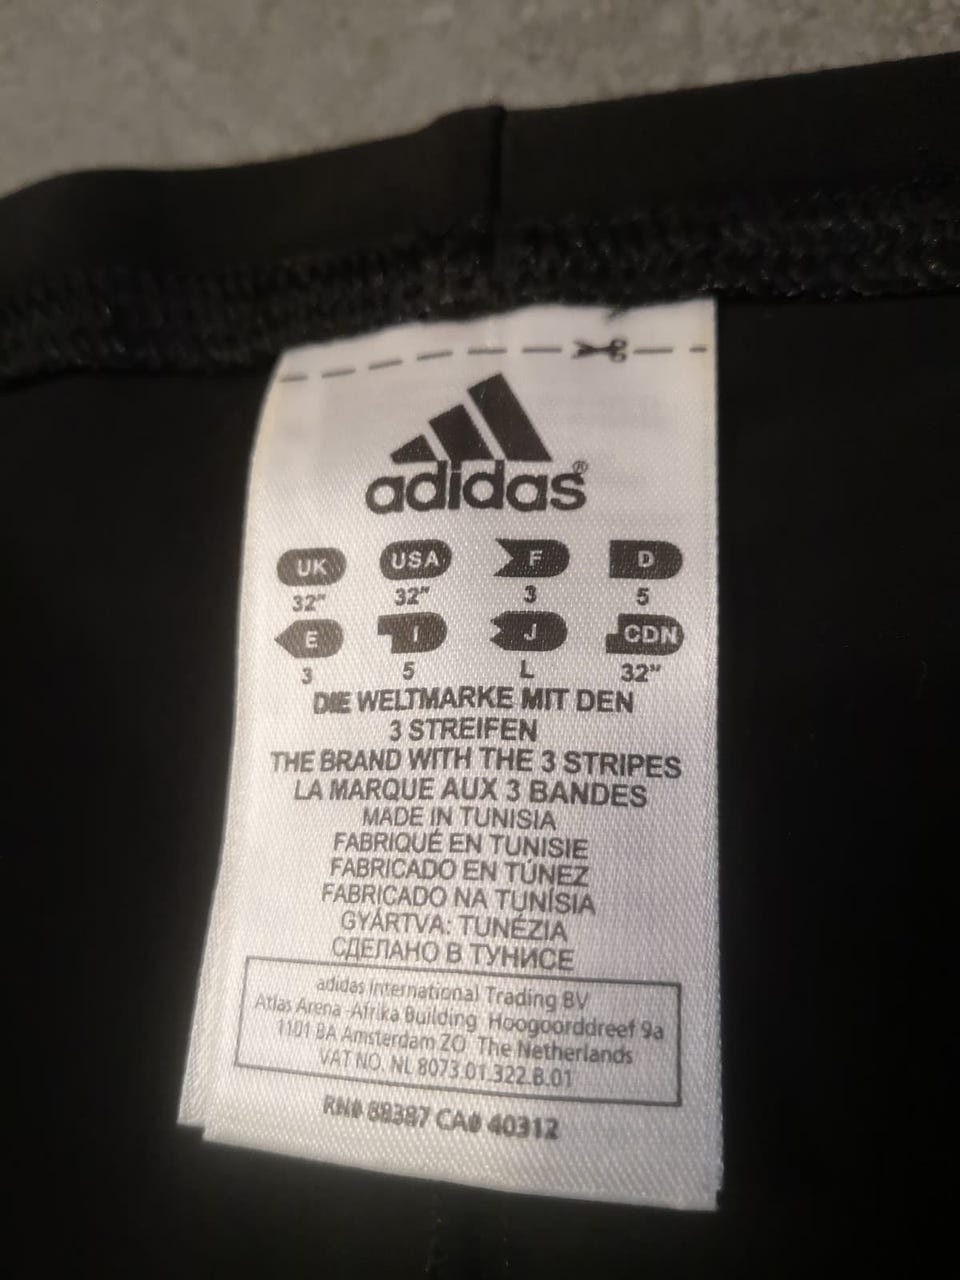 adidas®
UK USA F D
32" 32" 3 5
E I J CDN
3 5 L 32"
DIE WELTMARKE MIT DEN
3 STREIFEN
THE BRAND WITH THE 3 STRIPES
LA MARQUE AUX 3 BANDES
MADE IN TUNISIA
FABRIQUÉ EN TUNISIE
FABRICADO EN TÚNEZ
FABRICADO NA TUNÍSIA
GYÁRTVA: TUNÉZIA
СДЕЛАНО В ТУНИСЕ
adidas International Trading BV
Atlas Arena -Afrika Building Hoogoorddreef 9a
1101 BA Amsterdam ZO The Netherlands
VAT NO. NL 8073.01.322.B.01
RN# 88387 CA# 40312